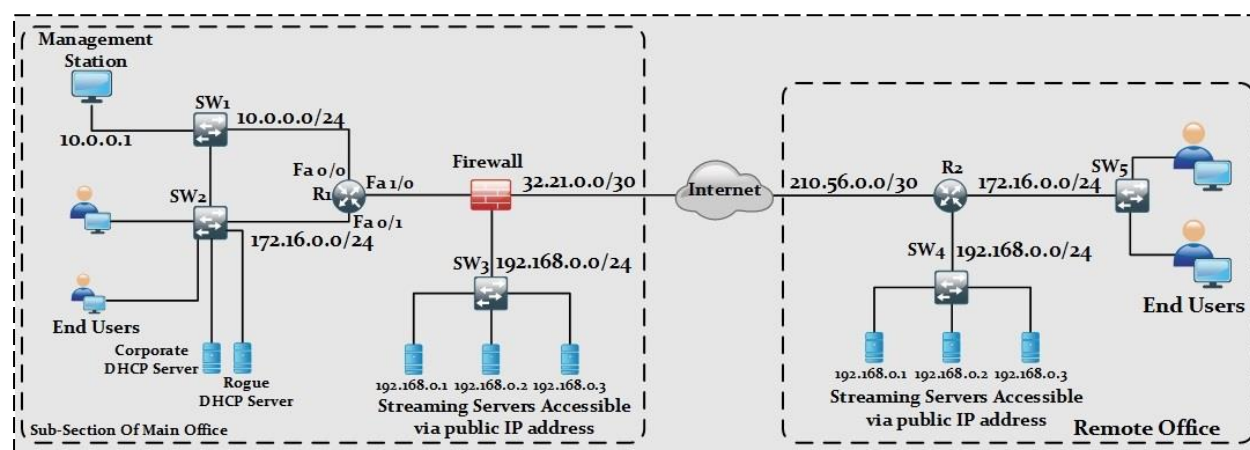 Management
Station
10.0.0.1
SW1
10.0.0.0/24
SW2
Fa 0/0
R1
Fa 1/0
Fa 0/1
172.16.0.0/24
End Users
Corporate
DHCP Server
Rogue
DHCP Server
Sub-Section Of Main Office
Firewall
32.21.0.0/30
SW3
192.168.0.0/24
192.168.0.1
192.168.0.2
192.168.0.3
Streaming Servers Accessible
via public IP address
Internet
210.56.0.0/30
R2
172.16.0.0/24
SW5
SW4
192.168.0.0/24
End Users
192.168.0.1
192.168.0.2
192.168.0.3
Streaming Servers Accessible
via public IP address
Remote Office